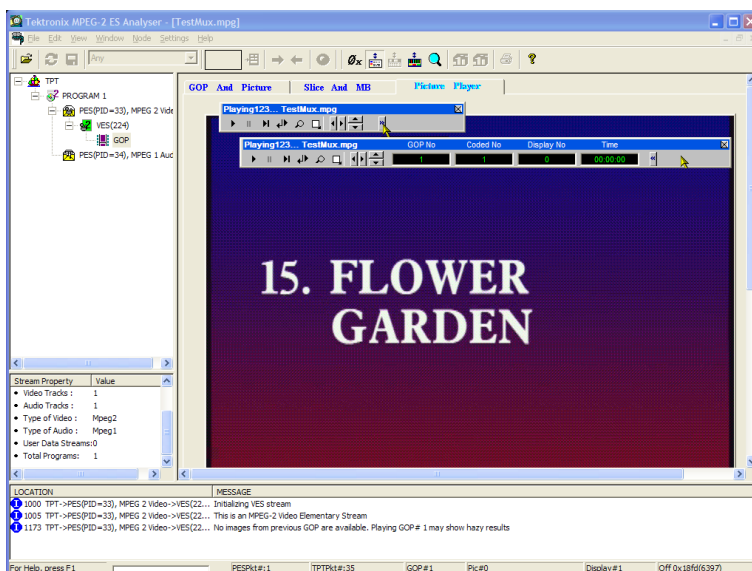 Tektronix MPEG-2 ES Analyser - [TestMux.mpg]
File Edit View Window Node Settings Help
Any
TPT
PROGRAM 1
PES(PID=33), MPEG 2 Vide
VES(224)
GOP
PES(PID=34), MPEG 1 Auc
GOP And Picture Slice And MB Picture Player
Playing123... TestMux.mpg
Playing123... TestMux.mpg GOP No Coded No Display No Time
1 1 0 00:00:00
15. FLOWER
GARDEN
Stream Property Value
Video Tracks : 1
Audio Tracks : 1
Type of Video : Mpeg2
Type of Audio : Mpeg1
User Data Streams:0
Total Programs: 1
LOCATION MESSAGE
1000 TPT->PES(PID=33), MPEG 2 Video->VES(22... Initializing VES stream
1005 TPT->PES(PID=33), MPEG 2 Video->VES(22... This is an MPEG-2 Video Elementary Stream
1173 TPT->PES(PID=33), MPEG 2 Video->VES(22... No images from previous GOP are available. Playing GOP# 1 may show hazy results
For Help, press F1 PESPkt#:1 TPTPkt#:35 GOP#1 Pic#0 Display#1 Off 0x18fd(6397)